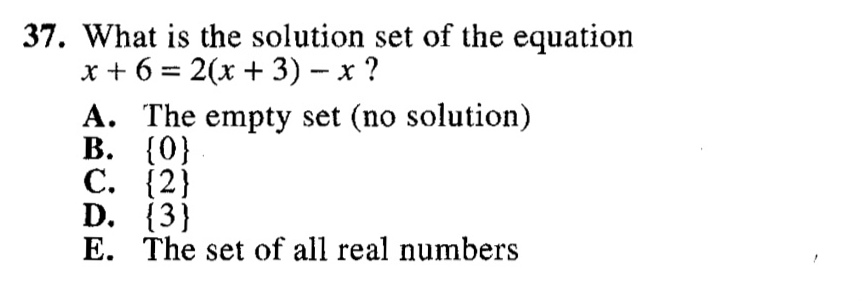 37. What is the solution set of the equation
x + 6 = 2(x + 3) – x ?
A. The empty set (no solution)
B. {0}
C. {2}
D. {3}
E. The set of all real numbers